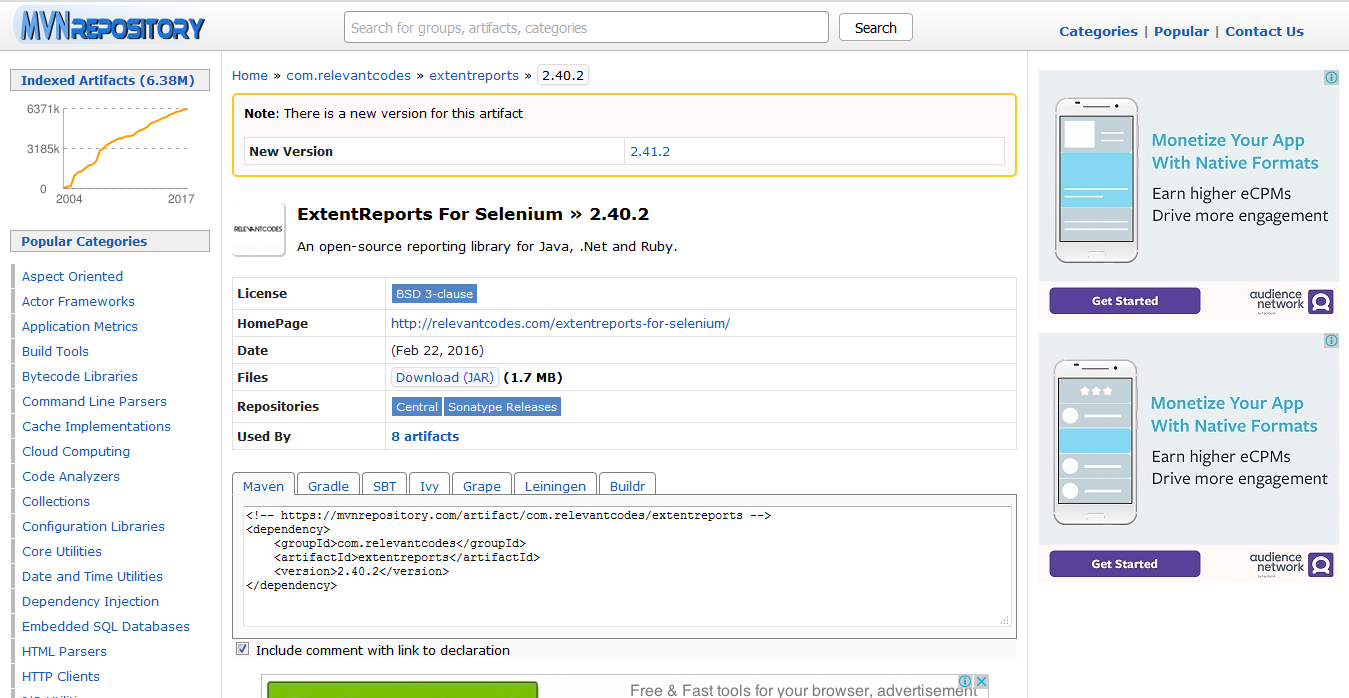 MVNREPOSITORY
Search for groups, artifacts, categories
Search
Categories | Popular | Contact Us
Indexed Artifacts (6.38M)
6371k
3185k
0
2004
2017
Popular Categories
Aspect Oriented
Actor Frameworks
Application Metrics
Build Tools
Bytecode Libraries
Command Line Parsers
Cache Implementations
Cloud Computing
Code Analyzers
Collections
Configuration Libraries
Core Utilities
Date and Time Utilities
Dependency Injection
Embedded SQL Databases
HTML Parsers
HTTP Clients
Home » com.relevantcodes » extentreports » 2.40.2
Note: There is a new version for this artifact
New Version 2.41.2
RELEVANTCODES
ExtentReports For Selenium » 2.40.2
An open-source reporting library for Java, .Net and Ruby.
License BSD 3-clause
HomePage http://relevantcodes.com/extentreports-for-selenium/
Date (Feb 22, 2016)
Files Download (JAR) (1.7 MB)
Repositories Central Sonatype Releases
Used By 8 artifacts
Maven Gradle SBT Ivy Grape Leiningen Buildr
<!-- https://mvnrepository.com/artifact/com.relevantcodes/extentreports -->
<dependency>
    <groupId>com.relevantcodes</groupId>
    <artifactId>extentreports</artifactId>
    <version>2.40.2</version>
</dependency>
Include comment with link to declaration
Free & Fast tools for your browser, advertisement
Monetize Your App
With Native Formats
Earn higher eCPMs
Drive more engagement
Get Started
audience
network
by facebook
Monetize Your App
With Native Formats
Earn higher eCPMs
Drive more engagement
Get Started
audience
network
by facebook